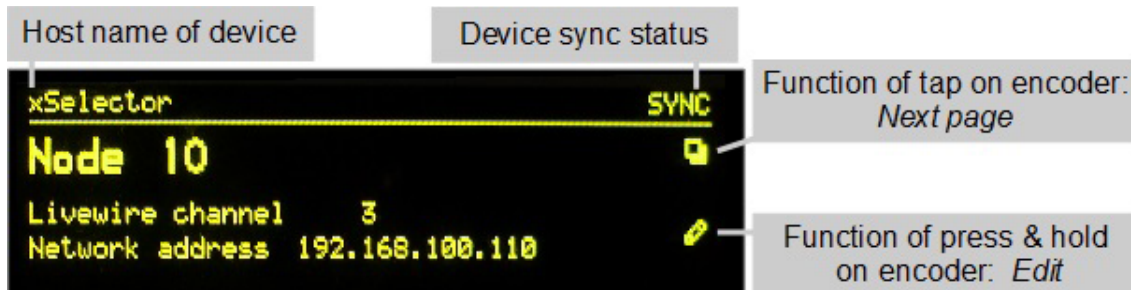 Host name of device
Device sync status
xSelector
SYNC
Function of tap on encoder:
Next page
Node 10
Livewire channel 3
Network address 192.168.100.110
Function of press & hold
on encoder: Edit